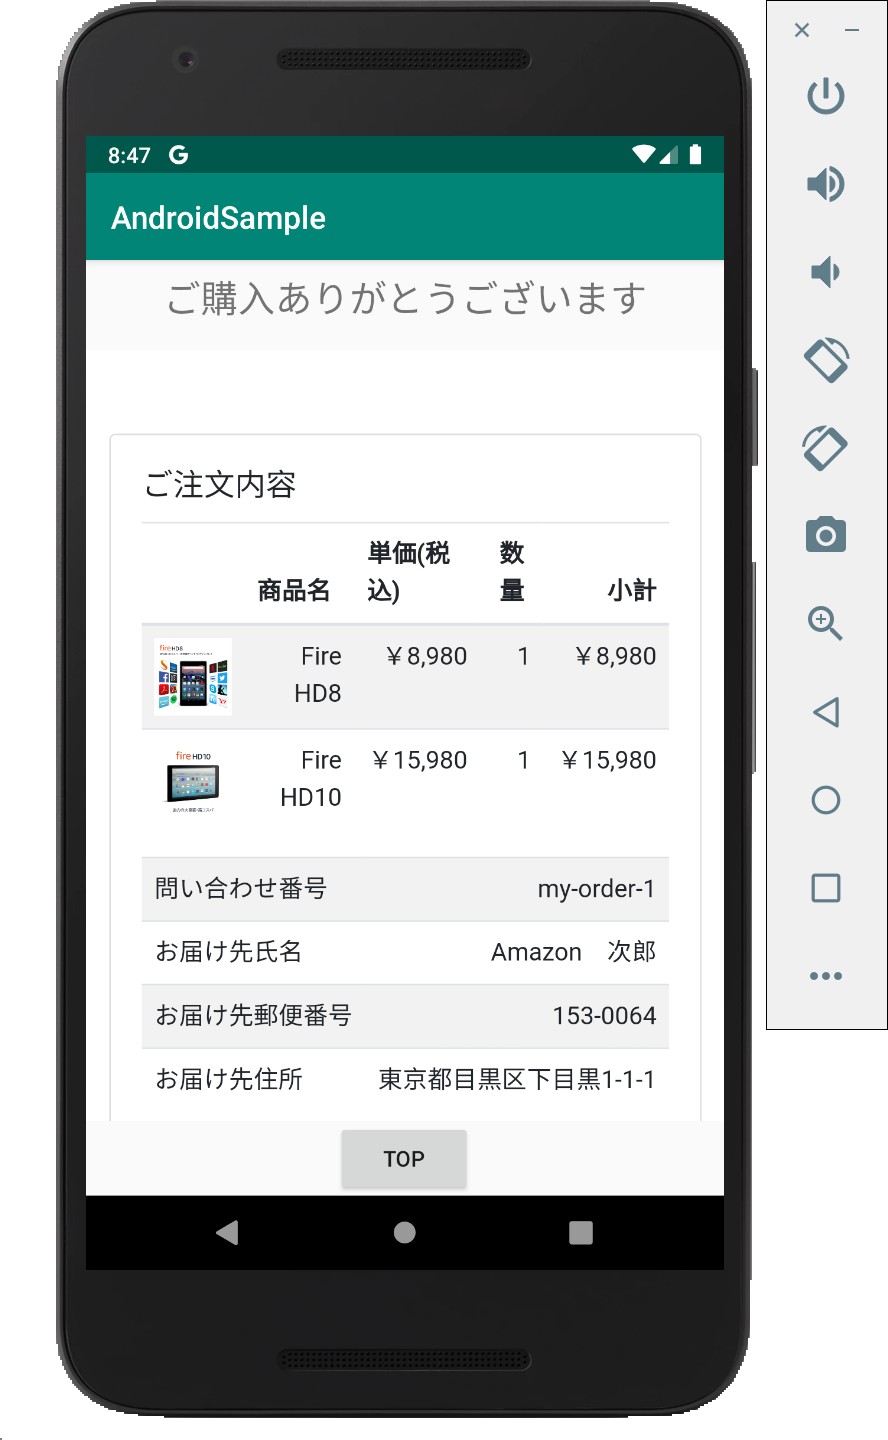 8:47
AndroidSample
ご購入ありがとうございます
ご注文内容
商品名 単価(税込) 数量 小計
fireHD8
Fire HD8 ￥8,980 1 ￥8,980
fireHD10
Fire HD10 ￥15,980 1 ￥15,980
問い合わせ番号 my-order-1
お届け先氏名 Amazon　次郎
お届け先郵便番号 153-0064
お届け先住所 東京都目黒区下目黒1-1-1
TOP